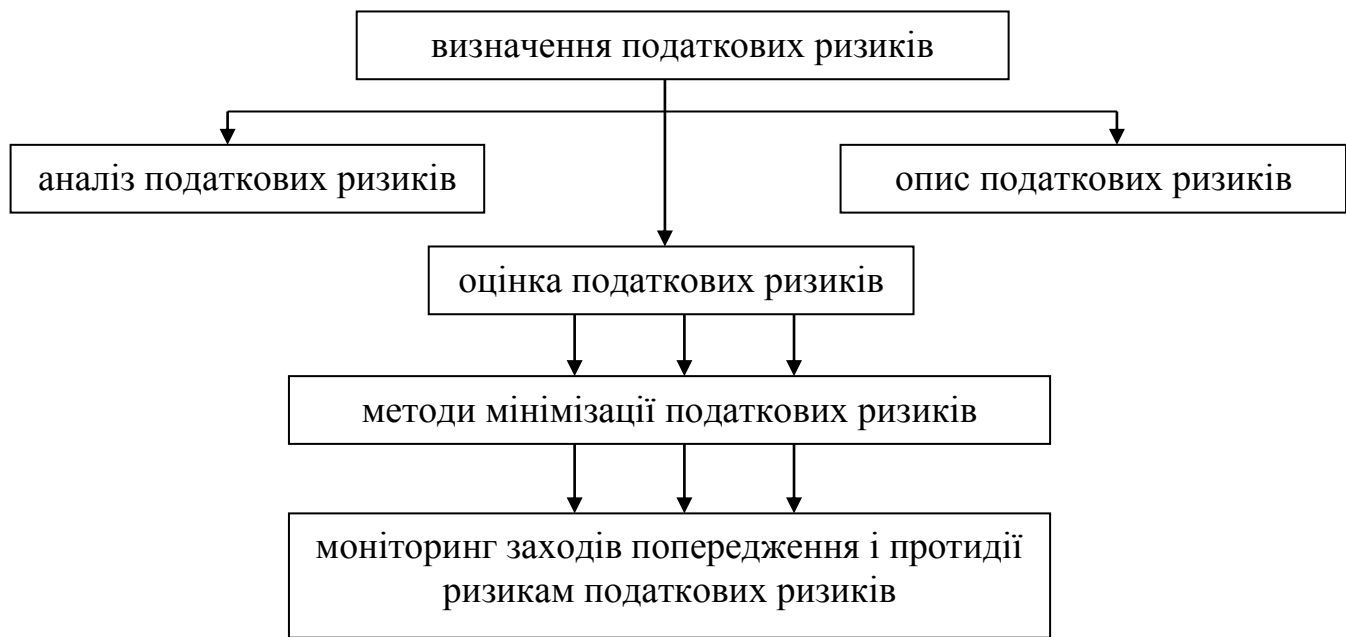 визначення податкових ризиків
аналіз податкових ризиків
опис податкових ризиків
оцінка податкових ризиків
методи мінімізації податкових ризиків
моніторинг заходів попередження і протидії
ризикам податкових ризиків